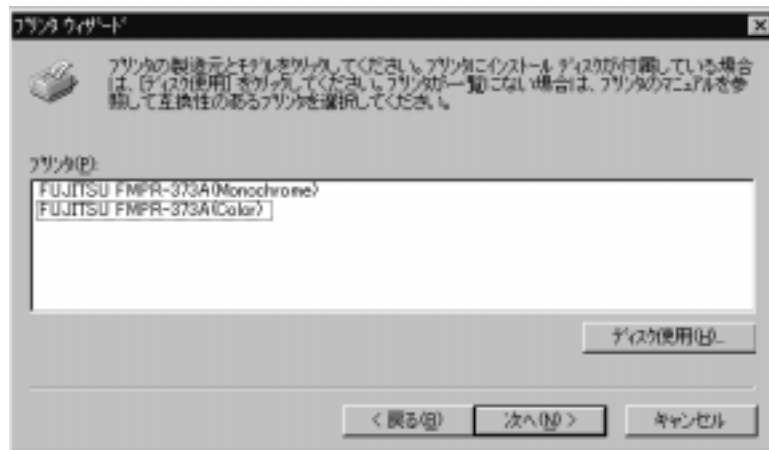 プリンタ ウィザード
プリンタの製造元とモデルをクリックしてください。プリンタにインストール ディスクが付属している場合
は、[ディスク使用] をクリックしてください。プリンタが一覧にない場合は、プリンタのマニュアルを参
照して互換性のあるプリンタを選択してください。
プリンタ(P):
FUJITSU FMPR-373A(Monochrome)
FUJITSU FMPR-373A(Color)
ディスク使用(H)...
< 戻る(B)
次へ(N) >
キャンセル